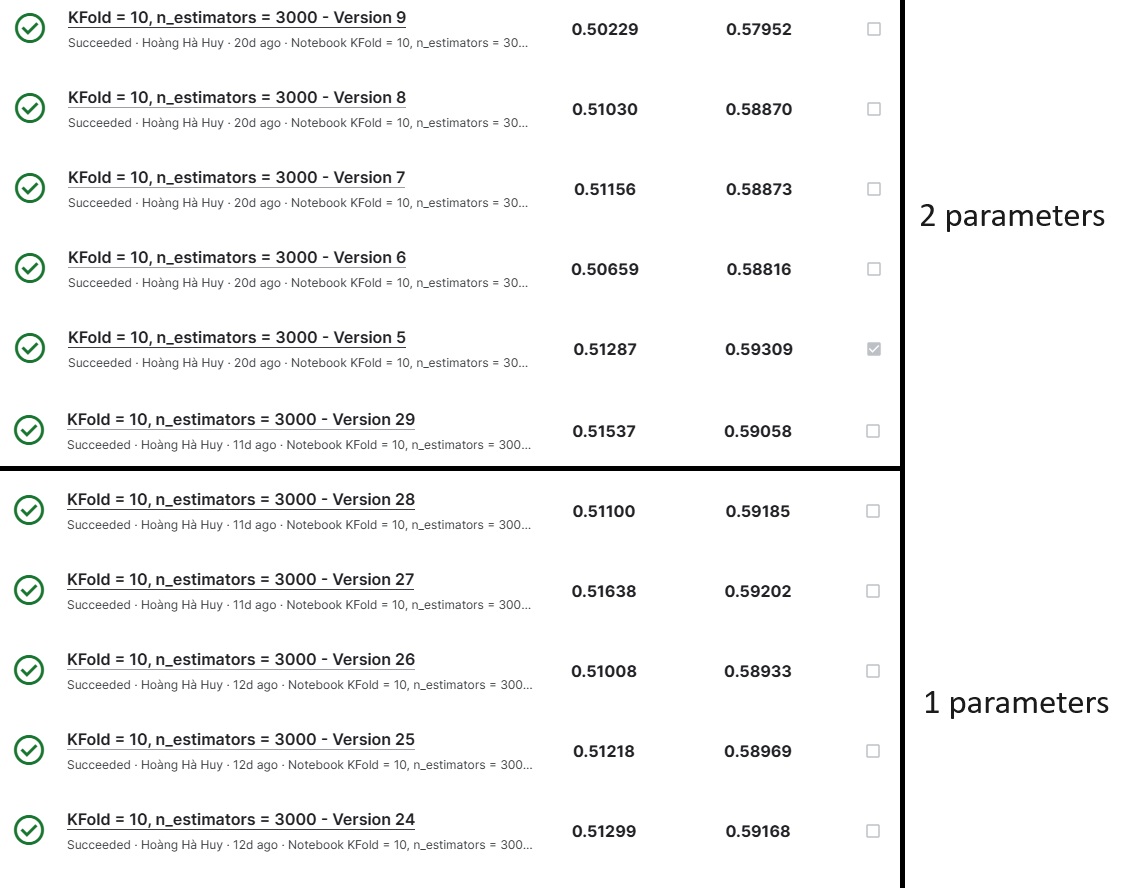 KFold = 10, n_estimators = 3000 - Version 9
0.50229
0.57952
Succeeded · Hoàng Hà Huy · 20d ago · Notebook KFold = 10, n_estimators = 30...
KFold = 10, n_estimators = 3000 - Version 8
0.51030
0.58870
Succeeded · Hoàng Hà Huy · 20d ago · Notebook KFold = 10, n_estimators = 30...
KFold = 10, n_estimators = 3000 - Version 7
0.51156
0.58873
Succeeded · Hoàng Hà Huy · 20d ago · Notebook KFold = 10, n_estimators = 30...
2 parameters
KFold = 10, n_estimators = 3000 - Version 6
0.50659
0.58816
Succeeded · Hoàng Hà Huy · 20d ago · Notebook KFold = 10, n_estimators = 30...
KFold = 10, n_estimators = 3000 - Version 5
0.51287
0.59309
Succeeded · Hoàng Hà Huy · 20d ago · Notebook KFold = 10, n_estimators = 30...
KFold = 10, n_estimators = 3000 - Version 29
0.51537
0.59058
Succeeded · Hoàng Hà Huy · 11d ago · Notebook KFold = 10, n_estimators = 300...
KFold = 10, n_estimators = 3000 - Version 28
0.51100
0.59185
Succeeded · Hoàng Hà Huy · 11d ago · Notebook KFold = 10, n_estimators = 300...
KFold = 10, n_estimators = 3000 - Version 27
0.51638
0.59202
Succeeded · Hoàng Hà Huy · 11d ago · Notebook KFold = 10, n_estimators = 300...
KFold = 10, n_estimators = 3000 - Version 26
0.51008
0.58933
Succeeded · Hoàng Hà Huy · 12d ago · Notebook KFold = 10, n_estimators = 300...
1 parameters
KFold = 10, n_estimators = 3000 - Version 25
0.51218
0.58969
Succeeded · Hoàng Hà Huy · 12d ago · Notebook KFold = 10, n_estimators = 300...
KFold = 10, n_estimators = 3000 - Version 24
0.51299
0.59168
Succeeded · Hoàng Hà Huy · 12d ago · Notebook KFold = 10, n_estimators = 300...